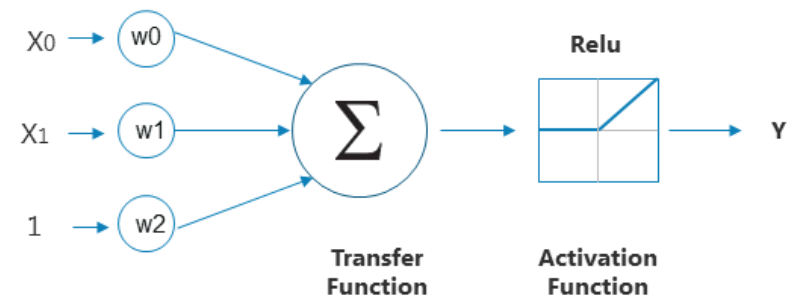 X0
w0
Relu
X1
w1
Σ
Y
1
w2
Transfer
Function
Activation
Function